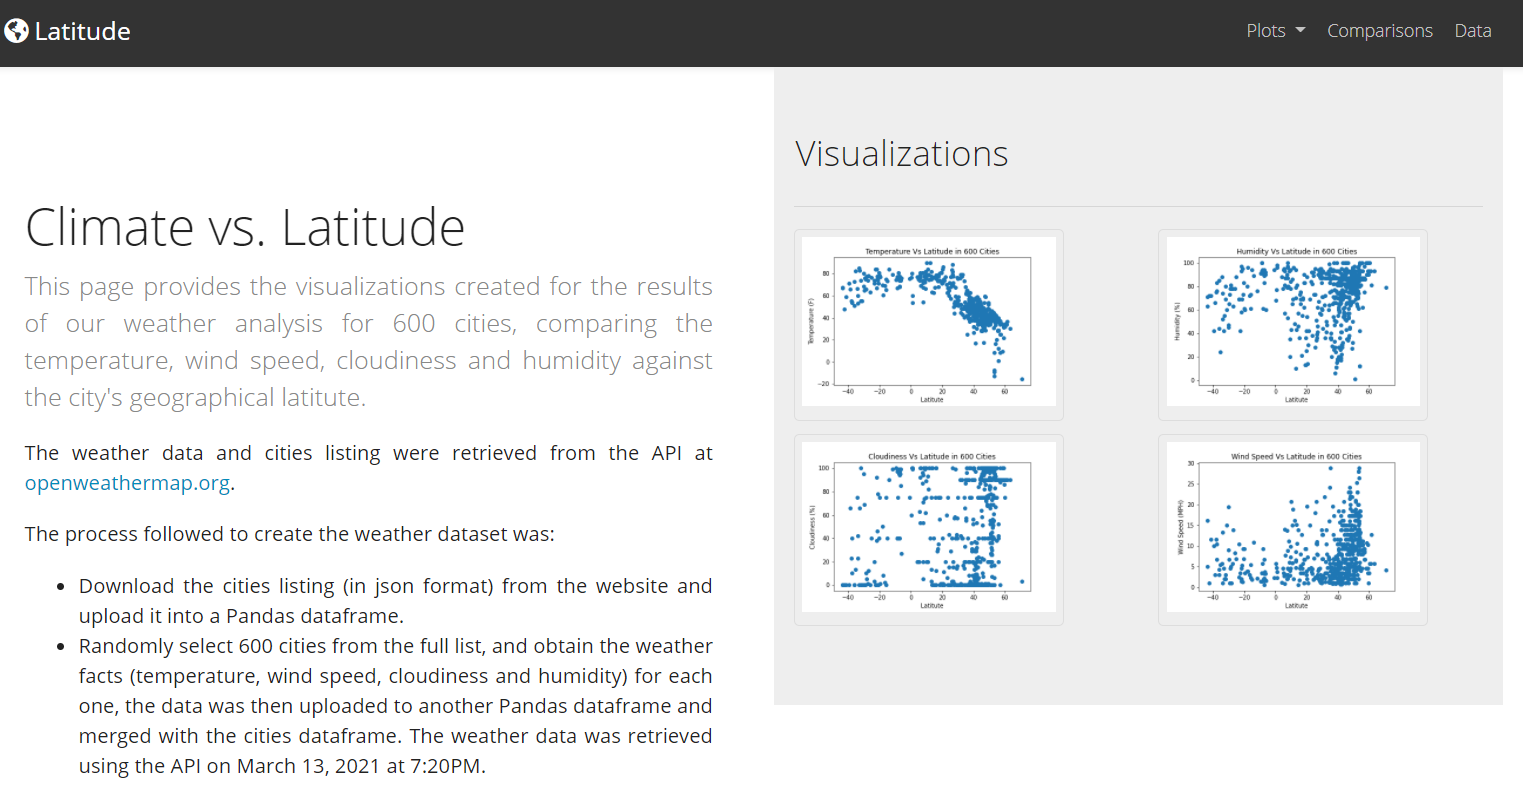 Latitude
Plots
Comparisons
Data
Climate vs. Latitude
This page provides the visualizations created for the results
of our weather analysis for 600 cities, comparing the
temperature, wind speed, cloudiness and humidity against
the city's geographical latitute.
The weather data and cities listing were retrieved from the API at
openweathermap.org.
The process followed to create the weather dataset was:
Download the cities listing (in json format) from the website and
upload it into a Pandas dataframe.
Randomly select 600 cities from the full list, and obtain the weather
facts (temperature, wind speed, cloudiness and humidity) for each
one, the data was then uploaded to another Pandas dataframe and
merged with the cities dataframe. The weather data was retrieved
using the API on March 13, 2021 at 7:20PM.
Visualizations
Temperature Vs Latitude in 600 Cities
Temperature (F)
80
60
40
20
0
−20
−40 −20 0 20 40 60
Latitute
Humidity Vs Latitude in 600 Cities
Humidity (%)
100
80
60
40
20
0
−40 −20 0 20 40 60
Latitute
Cloudiness Vs Latitude in 600 Cities
Cloudiness (%)
100
80
60
40
20
0
−40 −20 0 20 40 60
Latitute
Wind Speed Vs Latitude in 600 Cities
Wind Speed (MPH)
30
25
20
15
10
5
0
−40 −20 0 20 40 60
Latitute